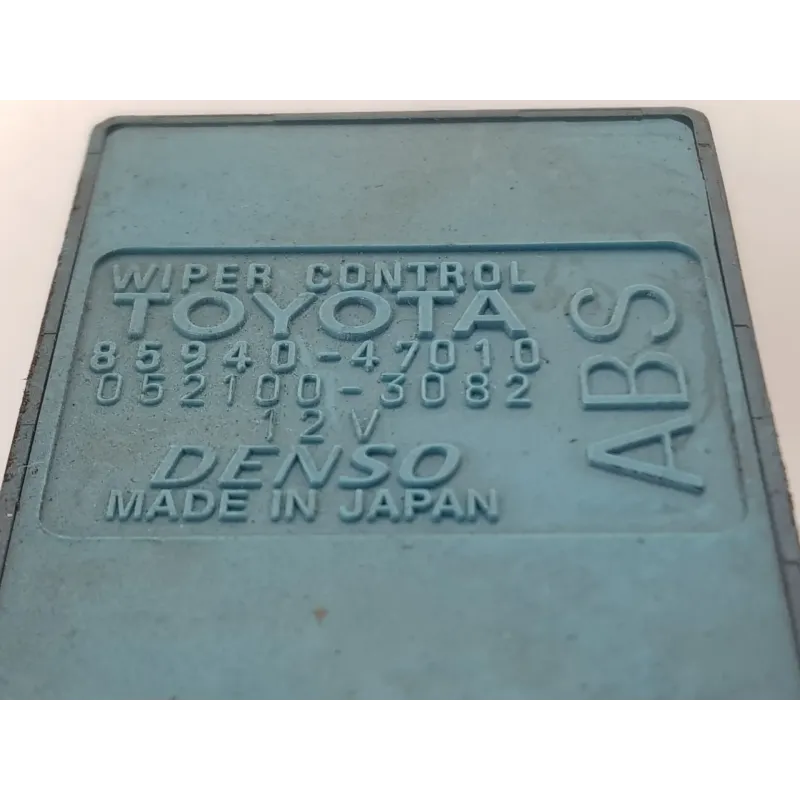 WIPER CONTROL
TOYOTA
85940-47010
052100-3082
12V
DENSO
MADE IN JAPAN
ABS